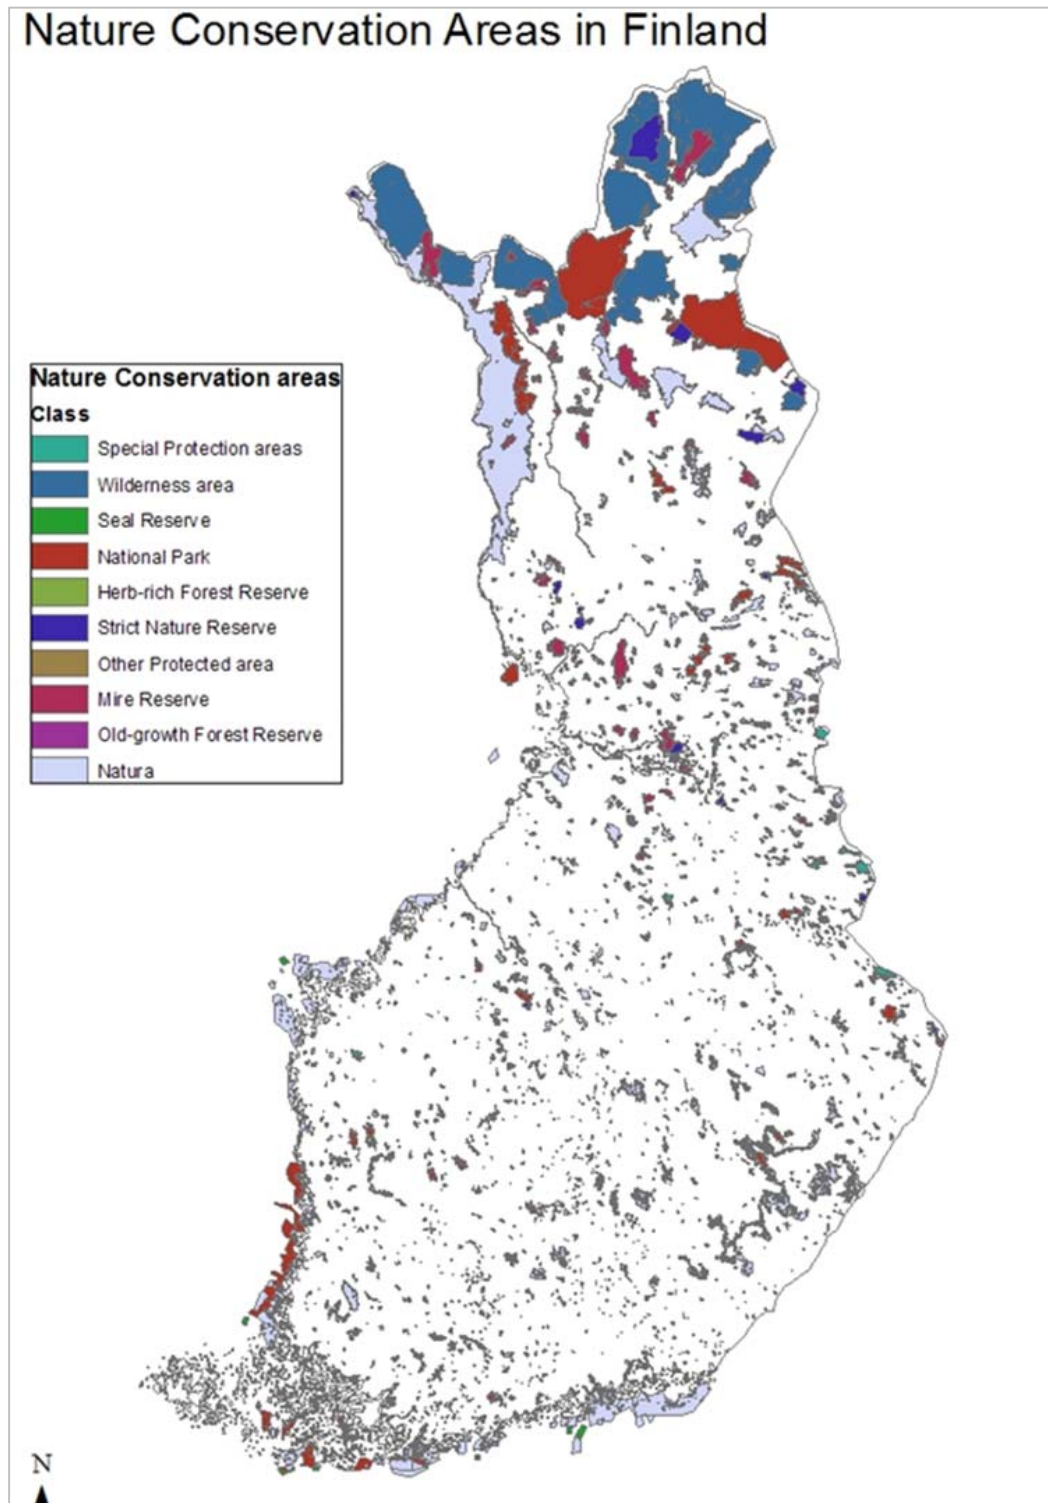 Nature Conservation Areas in Finland
Nature Conservation areas
Class
Special Protection areas
Wilderness area
Seal Reserve
National Park
Herb-rich Forest Reserve
Strict Nature Reserve
Other Protected area
Mire Reserve
Old-growth Forest Reserve
Natura
N